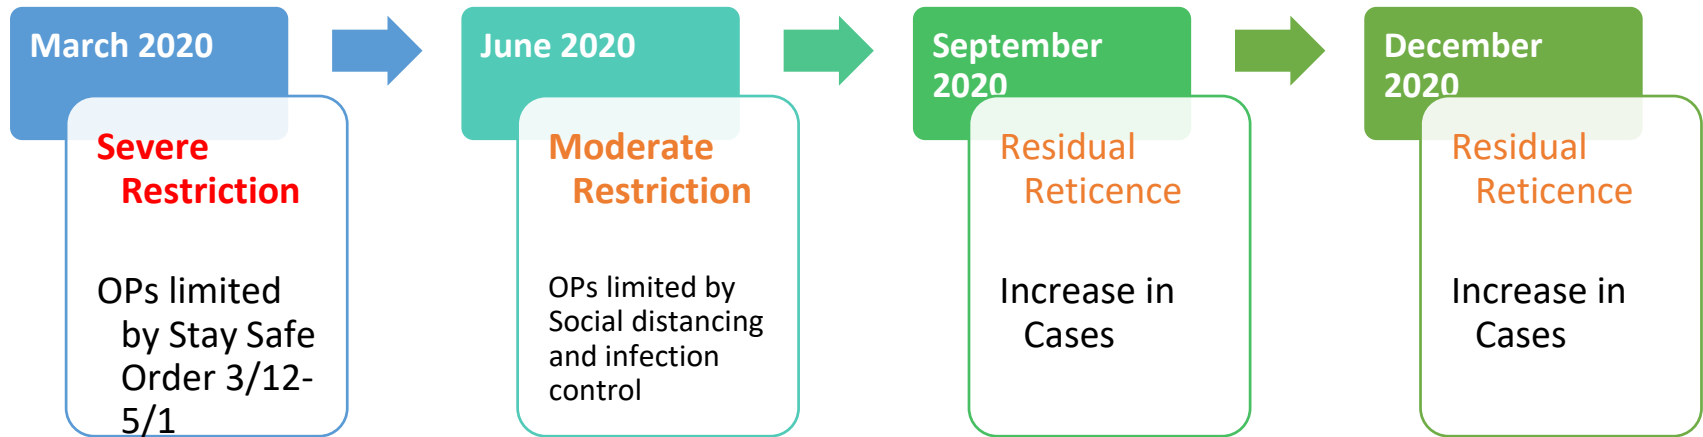 March 2020
Severe
Restriction
OPs limited
by Stay Safe
Order 3/12-
5/1
June 2020
Moderate
Restriction
OPs limited by
Social distancing
and infection
control
September
2020
Residual
Reticence
Increase in
Cases
December
2020
Residual
Reticence
Increase in
Cases